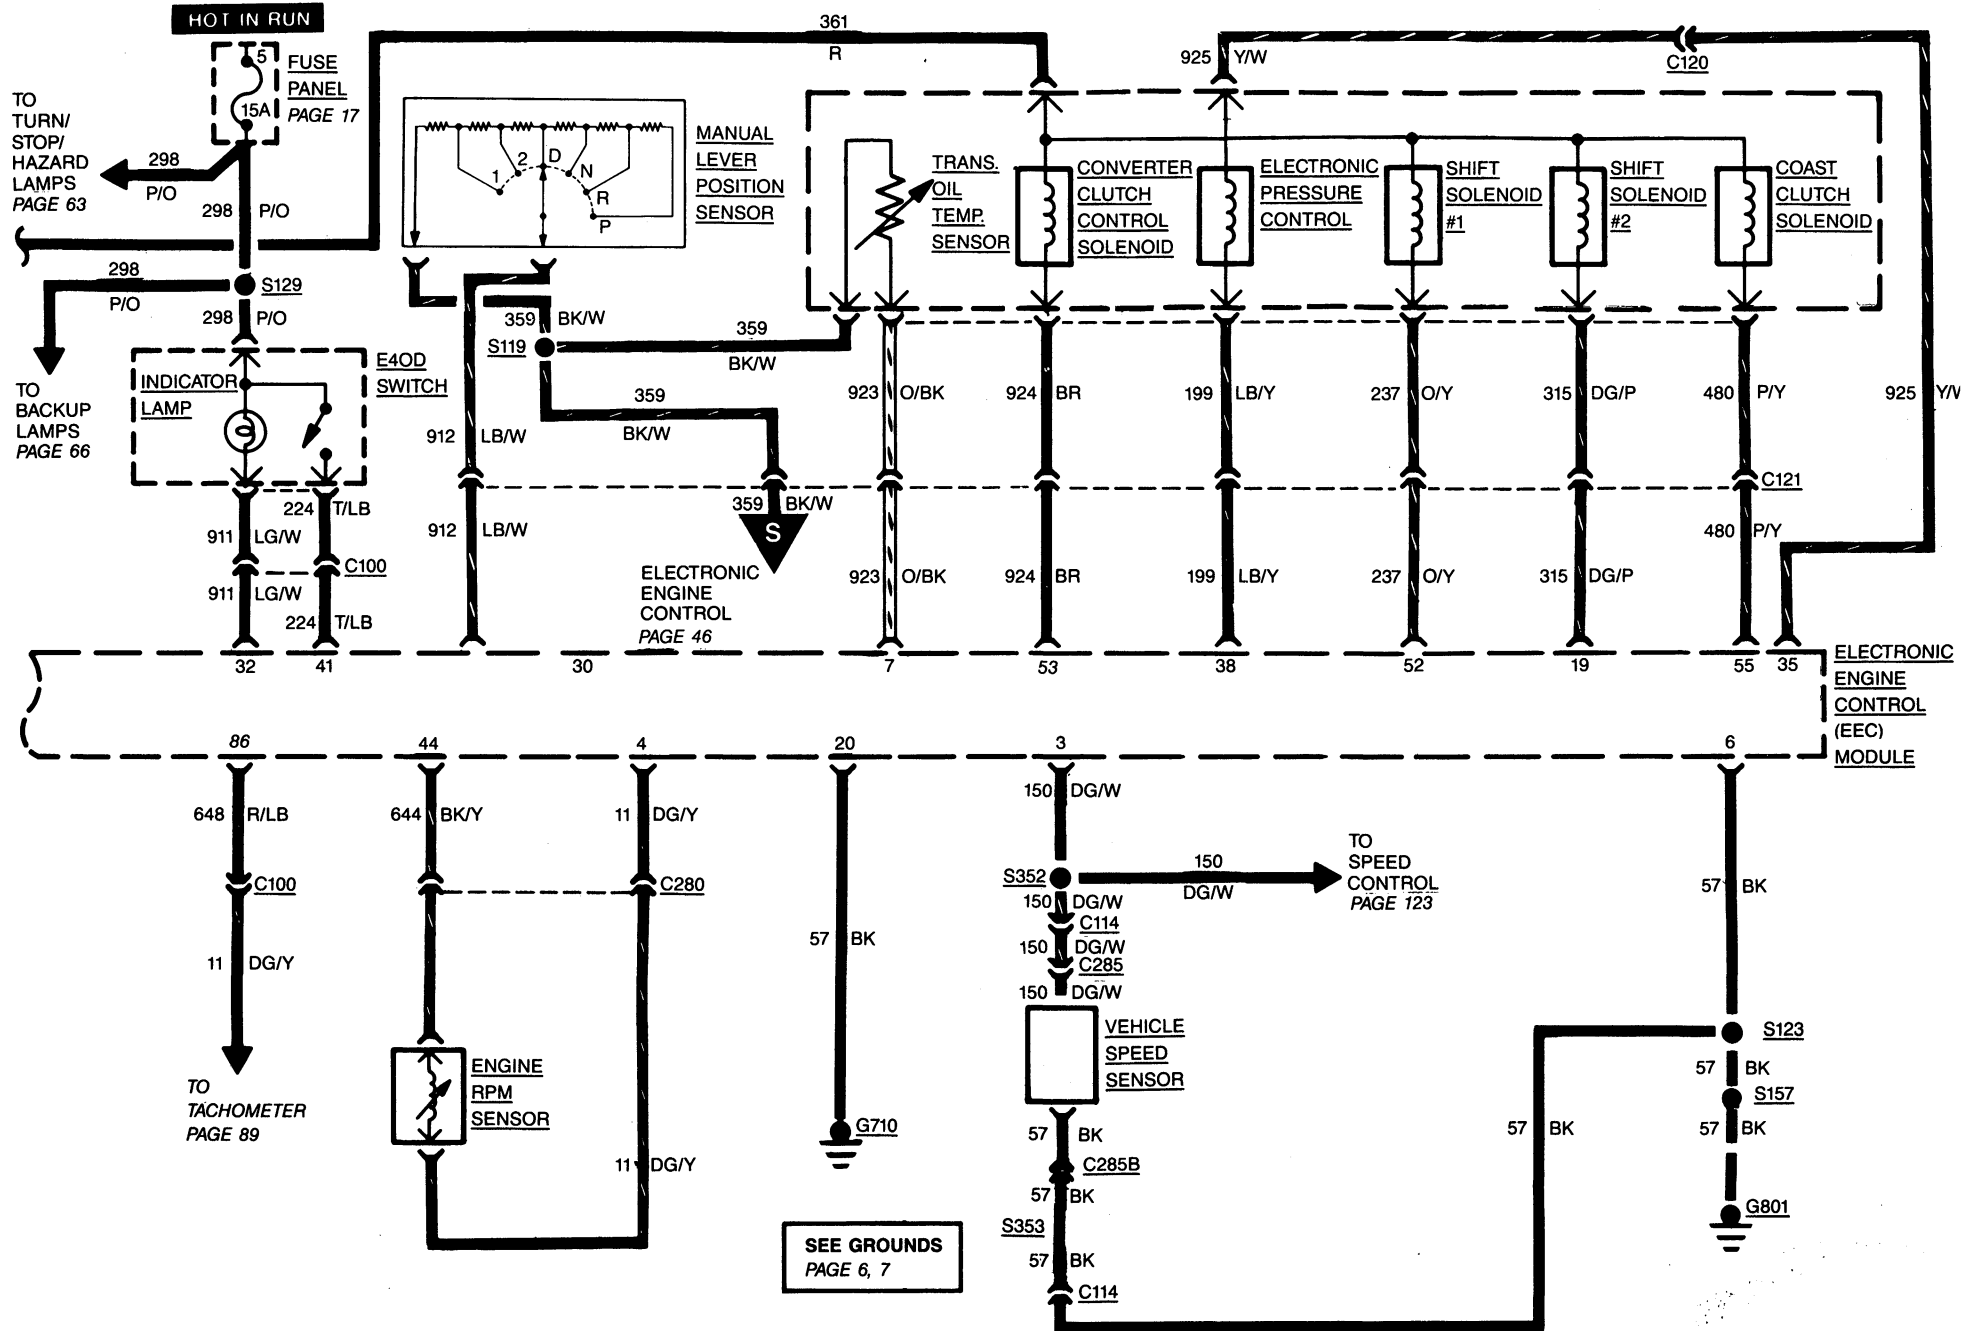 HOT IN RUN
5
15A
FUSE
PANEL
PAGE 17
TO
TURN/
STOP/
HAZARD
LAMPS
PAGE 63
298
P/O
298 P/O
298
P/O
S129
298 P/O
TO
BACKUP
LAMPS
PAGE 66
INDICATOR
LAMP
E4OD
SWITCH
224 T/LB
911 LG/W
C100
911 LG/W
224 T/LB
361
R
MANUAL
LEVER
POSITION
SENSOR
1
2
D
N
R
P
359 BK/W
S119
359
BK/W
359
BK/W
912 LB/W
912 LB/W
359 BK/W
S
ELECTRONIC
ENGINE
CONTROL
PAGE 46
925 Y/W
C120
TRANS.
OIL
TEMP.
SENSOR
CONVERTER
CLUTCH
CONTROL
SOLENOID
ELECTRONIC
PRESSURE
CONTROL
SHIFT
SOLENOID
#1
SHIFT
SOLENOID
#2
COAST
CLUTCH
SOLENOID
923 O/BK
924 BR
199 LB/Y
237 O/Y
315 DG/P
480 P/Y
925 Y/
C121
480 P/Y
923 O/BK
924 BR
199 LB/Y
237 O/Y
315 DG/P
32 41 30 7 53 38 52 19 55 35
ELECTRONIC
ENGINE
CONTROL
(EEC)
MODULE
86 44 4 20 3 6
648 R/LB
C100
11 DG/Y
TO
TACHOMETER
PAGE 89
644 BK/Y
11 DG/Y
C280
ENGINE
RPM
SENSOR
11 DG/Y
57 BK
G710
SEE GROUNDS
PAGE 6, 7
150 DG/W
S352
150
DG/W
TO
SPEED
CONTROL
PAGE 123
150 DG/W
C114
150 DG/W
C285
150 DG/W
VEHICLE
SPEED
SENSOR
57 BK
C285B
57 BK
S353
57 BK
C114
57 BK
57 BK
S123
57 BK
S157
57 BK
G801